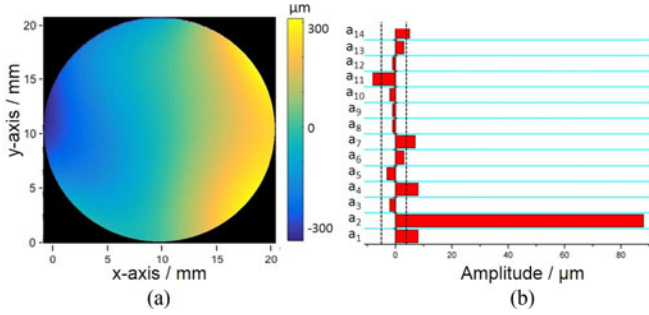 µm
300
0
-300
20
15
10
5
0
y-axis / mm
0
5
10
15
20
x-axis / mm
(a)
a14
a13
a12
a11
a10
a9
a8
a7
a6
a5
a4
a3
a2
a1
0
20
40
60
80
Amplitude / µm
(b)